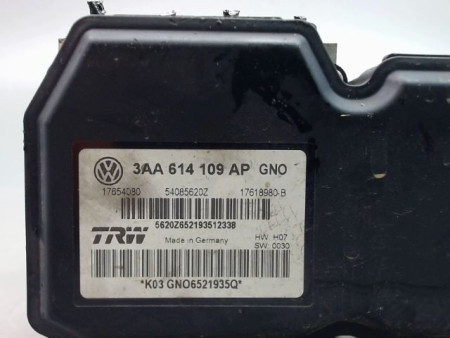 3AA 614 109 AP GNO
17654080 54085620Z 17618980-B
5620Z652193512338
TRW Made in Germany HW: H07
SW: 0030
*K03 GNO6521935Q*